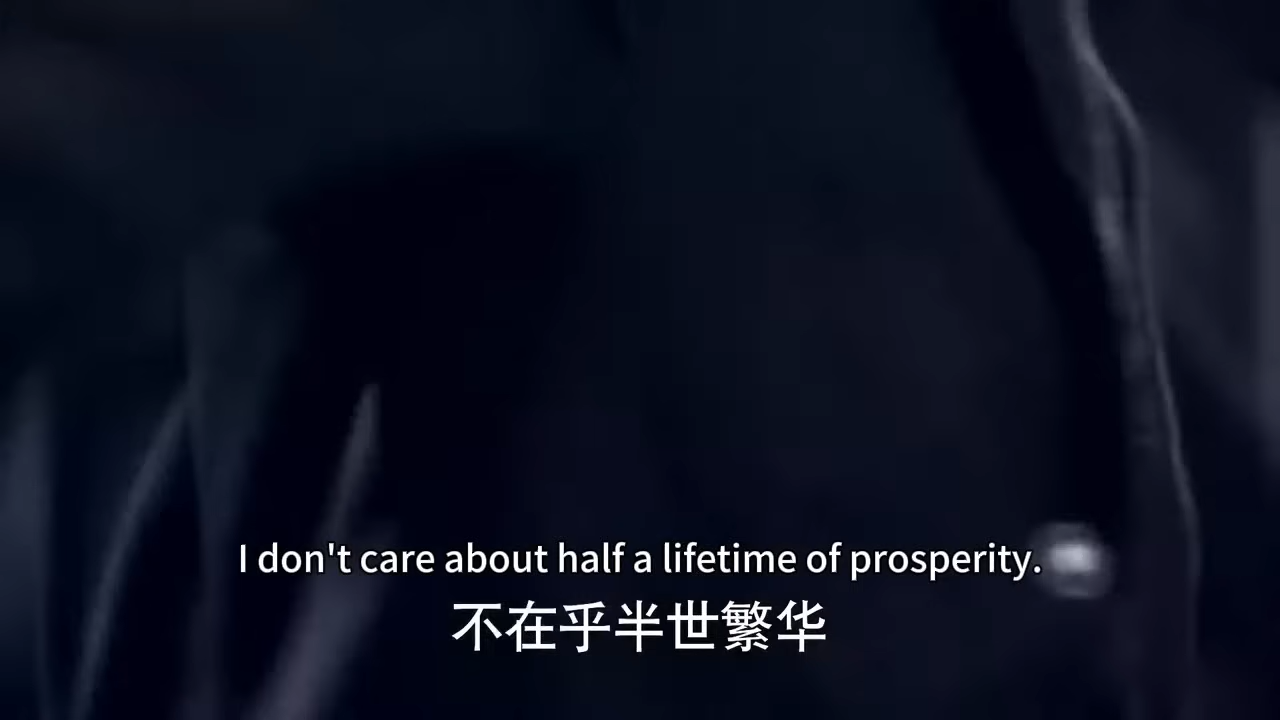 I don't care about half a lifetime of prosperity.
不在乎半世繁华